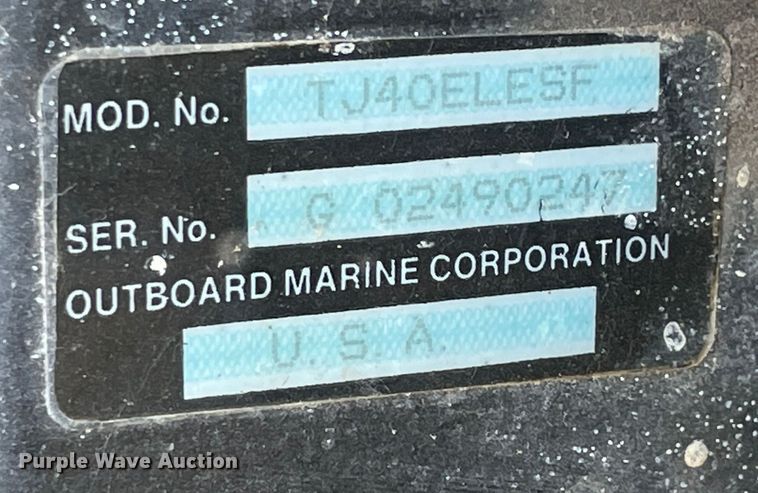 MOD. No. TJ40ELESF
SER. No. G 02490247
OUTBOARD MARINE CORPORATION
U. S. A.
Purple Wave Auction